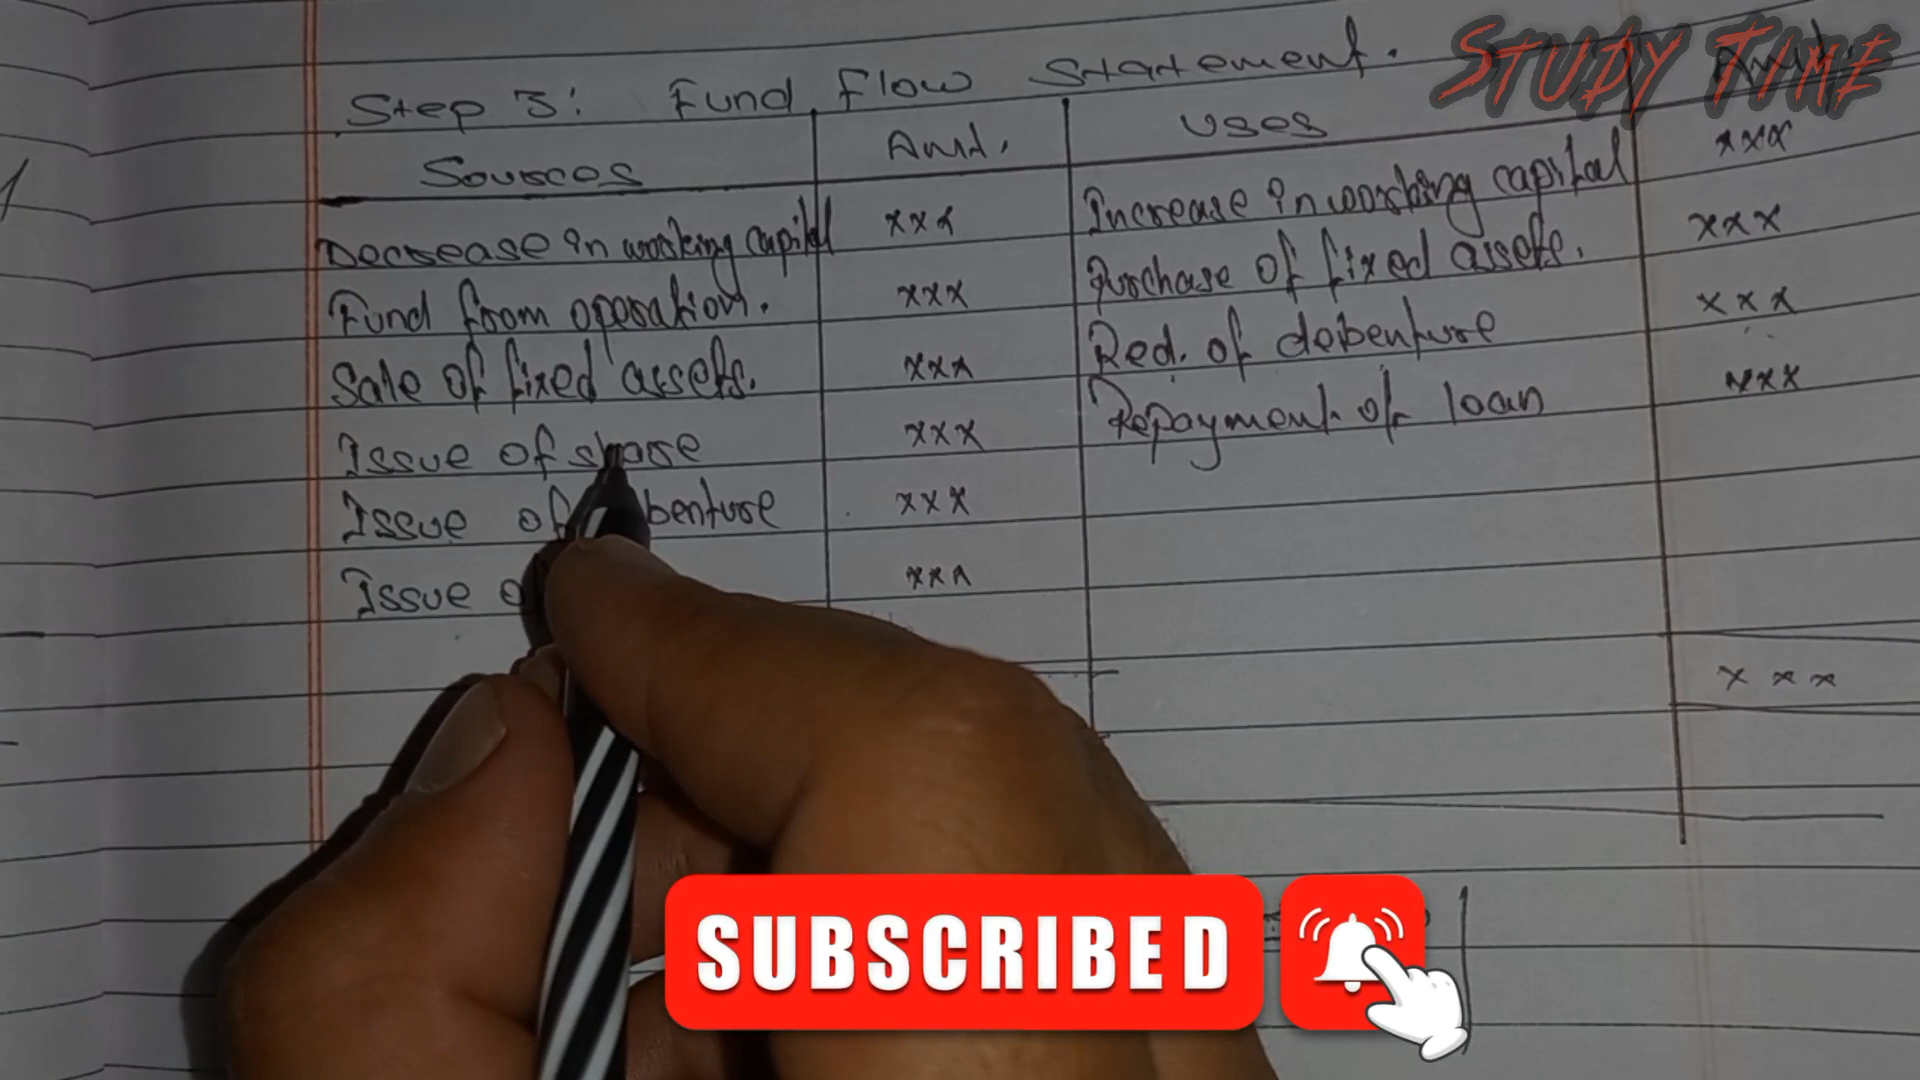 STUDY TIME
Step 3: Fund Flow Statement.
Sources Amt. Uses Amt.
Decrease in working capital xxx Increase in working capital xxx
Fund from operation. xxx Purchase of fixed assets. xxx
Sale of fixed assets. xxx Red. of debenture xxx
Issue of share xxx Repayment of loan xxx
Issue of benture xxx
Issue xxx
xxx
SUBSCRIBED